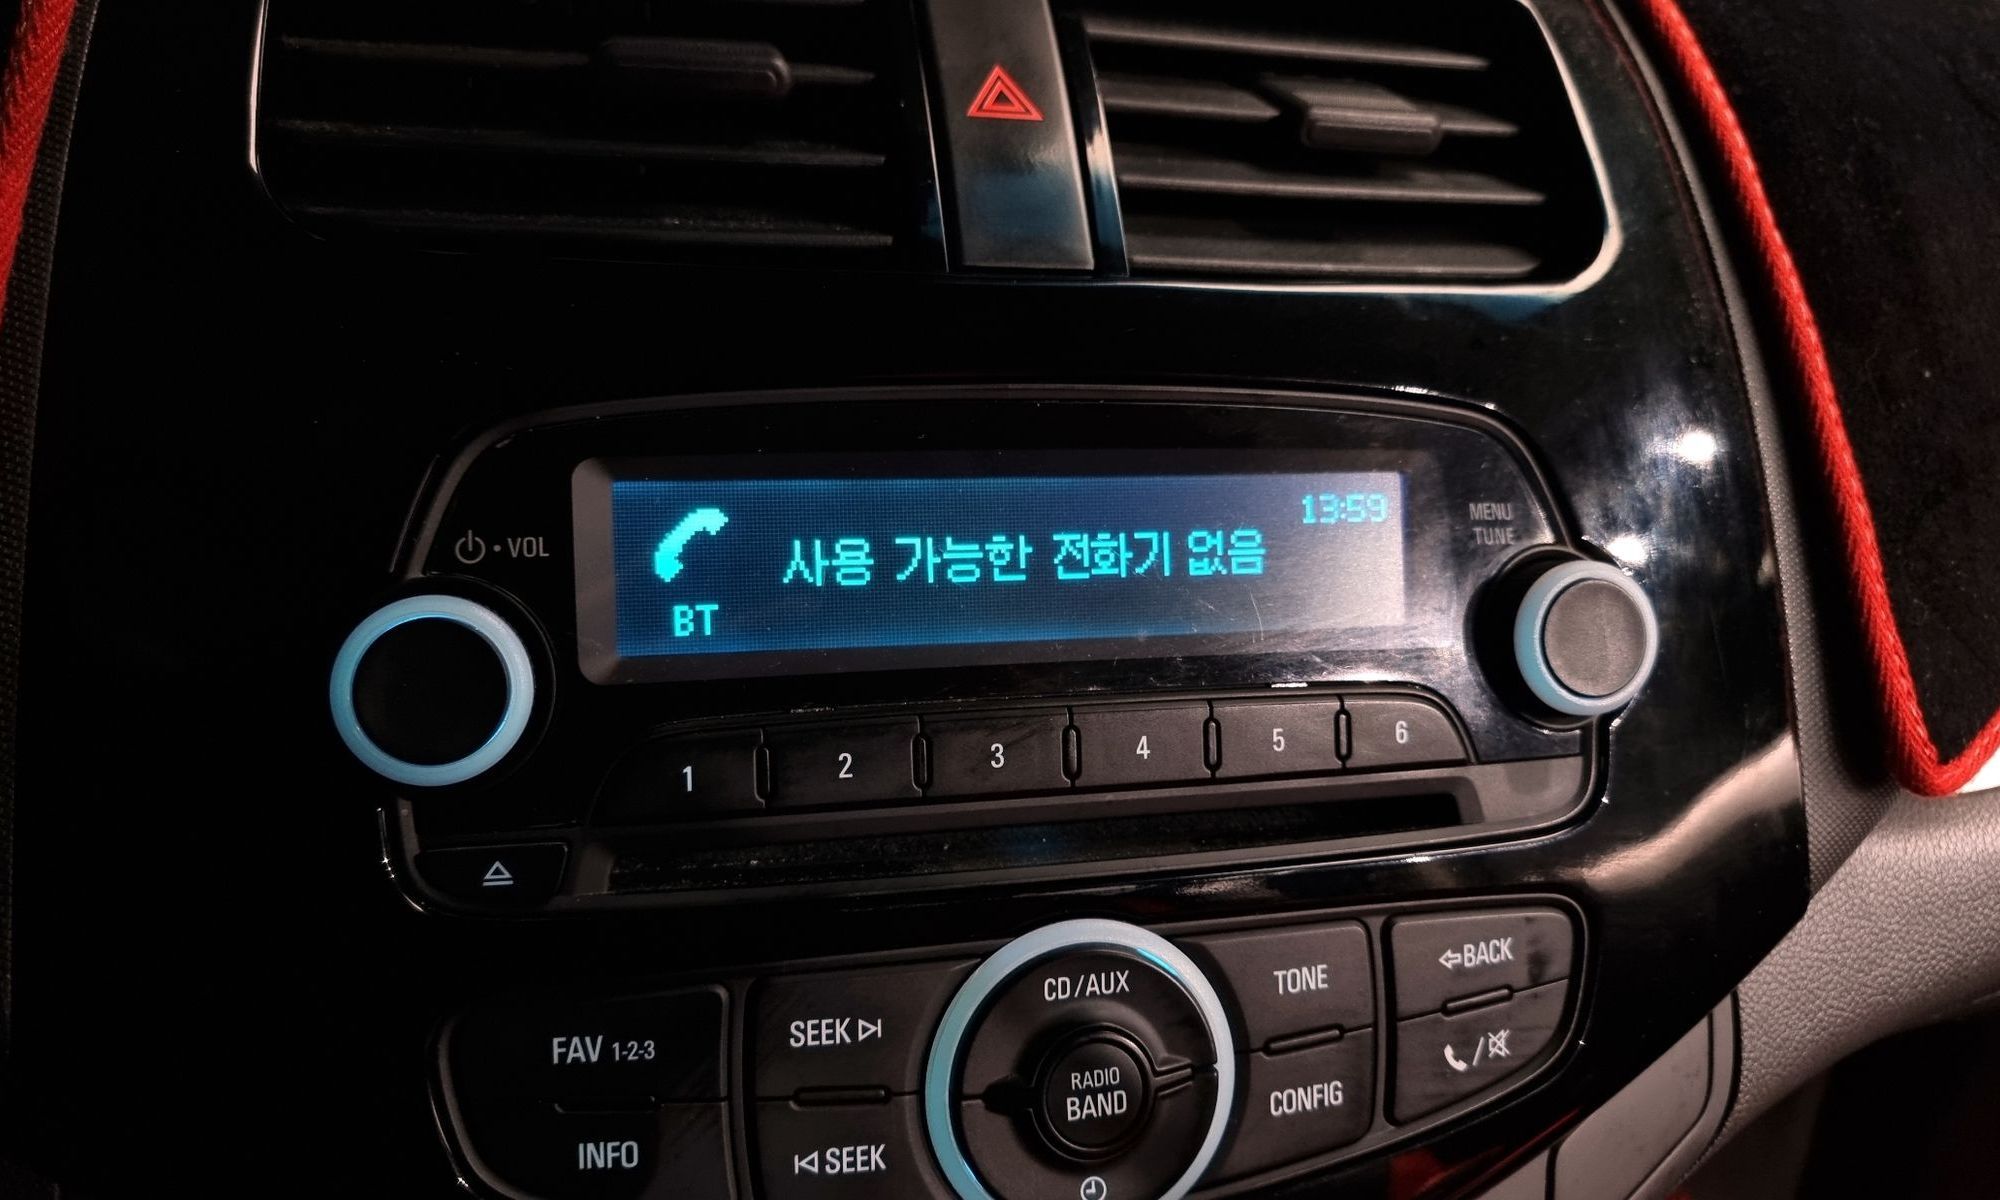 VOL
13:59
MENU
TUNE
사용 가능한 전화기 없음
BT
1 2 3 4 5 6
CD/AUX
TONE
BACK
SEEK
FAV 1-2-3
RADIO
BAND
CONFIG
INFO
SEEK